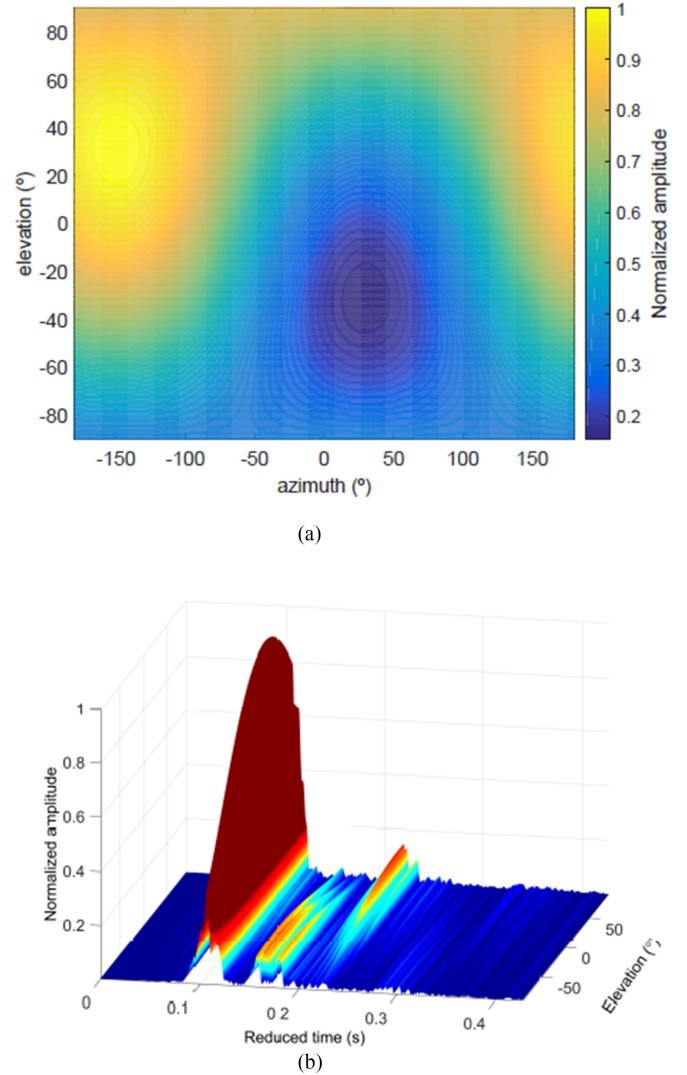 80
60
40
20
0
-20
-40
-60
-80
elevation (°)
-150 -100 -50 0 50 100 150
azimuth (º)
1
0.9
0.8
0.7
0.6
0.5
0.4
0.3
0.2
Normalized amplitude
(a)
1
0.8
0.6
0.4
0.2
Normalized amplitude
0 0.1 0.2 0.3 0.4
Reduced time (s)
50
0
-50
Elevation (°)
(b)